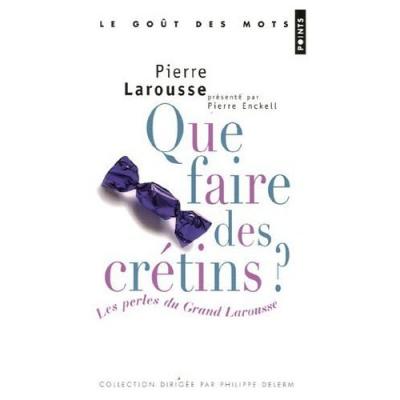 LE GOÛT DES MOTS
POINTS
Pierre
Larousse
présenté par
Pierre Enckell
Que
faire
des
crétins ?
Les perles du Grand Larousse
COLLECTION DIRIGÉE PAR PHILIPPE DELERM